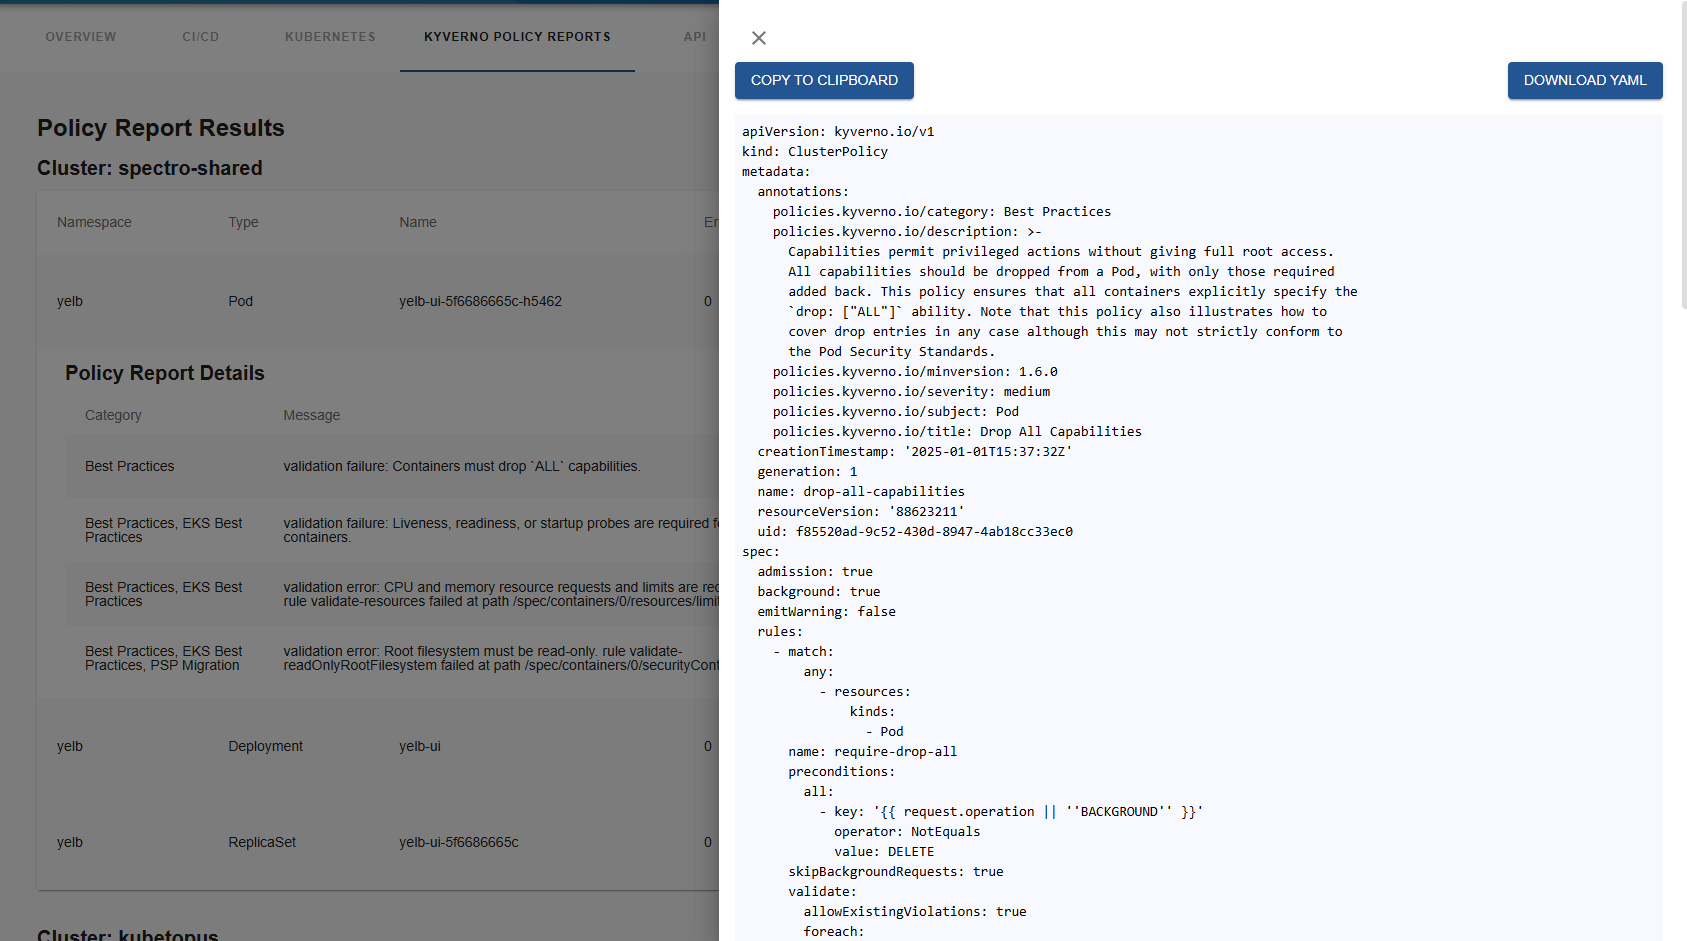 OVERVIEW CI/CD KUBERNETES KYVERNO POLICY REPORTS API
Policy Report Results
Cluster: spectro-shared
Namespace Type Name Er
yelb Pod yelb-ui-5f6686665c-h5462 0
Policy Report Details
Category Message
Best Practices validation failure: Containers must drop `ALL` capabilities.
Best Practices, EKS Best
Practices
validation failure: Liveness, readiness, or startup probes are required f
containers.
Best Practices, EKS Best
Practices
validation error: CPU and memory resource requests and limits are rec
rule validate-resources failed at path /spec/containers/0/resources/limit
Best Practices, EKS Best
Practices, PSP Migration
validation error: Root filesystem must be read-only. rule validate-
readOnlyRootFilesystem failed at path /spec/containers/0/securityCont
yelb Deployment yelb-ui 0
yelb ReplicaSet yelb-ui-5f6686665c 0
Cluster: kubetopus
COPY TO CLIPBOARD
DOWNLOAD YAML
apiVersion: kyverno.io/v1
kind: ClusterPolicy
metadata:
  annotations:
    policies.kyverno.io/category: Best Practices
    policies.kyverno.io/description: >-
      Capabilities permit privileged actions without giving full root access.
      All capabilities should be dropped from a Pod, with only those required
      added back. This policy ensures that all containers explicitly specify the
      `drop: ["ALL"]` ability. Note that this policy also illustrates how to
      cover drop entries in any case although this may not strictly conform to
      the Pod Security Standards.
    policies.kyverno.io/minversion: 1.6.0
    policies.kyverno.io/severity: medium
    policies.kyverno.io/subject: Pod
    policies.kyverno.io/title: Drop All Capabilities
  creationTimestamp: '2025-01-01T15:37:32Z'
  generation: 1
  name: drop-all-capabilities
  resourceVersion: '88623211'
  uid: f85520ad-9c52-430d-8947-4ab18cc33ec0
spec:
  admission: true
  background: true
  emitWarning: false
  rules:
    - match:
        any:
          - resources:
              kinds:
                - Pod
      name: require-drop-all
      preconditions:
        all:
          - key: '{{ request.operation || ''BACKGROUND'' }}'
            operator: NotEquals
            value: DELETE
      skipBackgroundRequests: true
      validate:
        allowExistingViolations: true
        foreach: